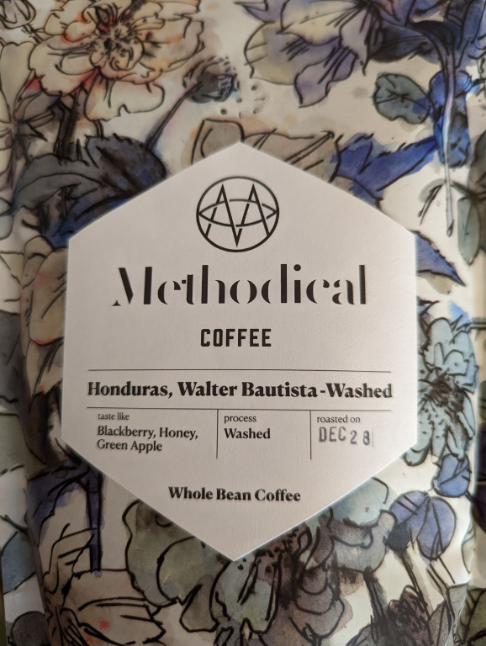 Methodical
COFFEE
Honduras, Walter Bautista-Washed
taste like
Blackberry, Honey,
Green Apple
process
Washed
roasted on
DEC 28
Whole Bean Coffee